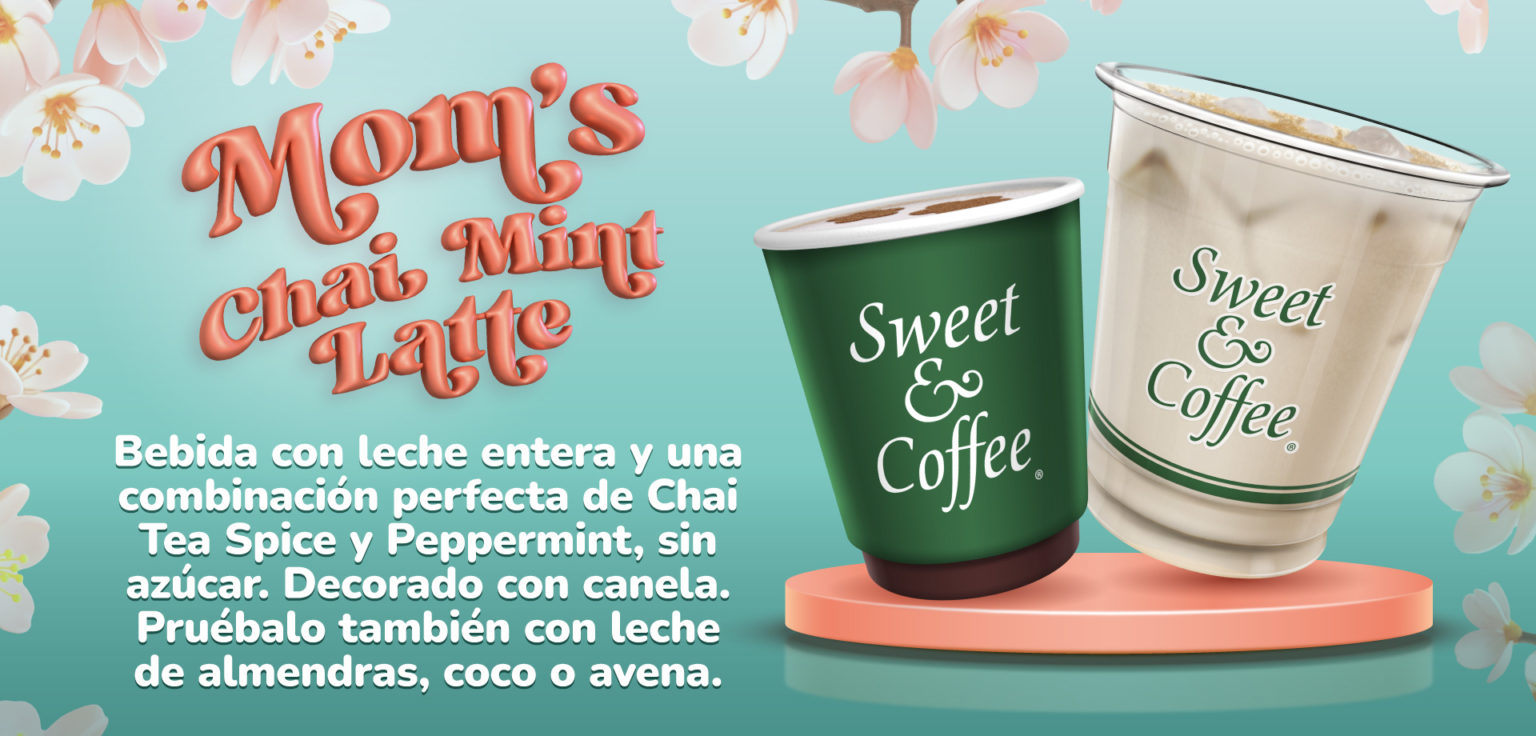 Mom's
Chai Mint
Latte
Bebida con leche entera y una
combinación perfecta de Chai
Tea Spice y Peppermint, sin
azúcar. Decorado con canela.
Pruébalo también con leche
de almendras, coco o avena.
Sweet
&
Coffee®
Sweet
&
Coffee®